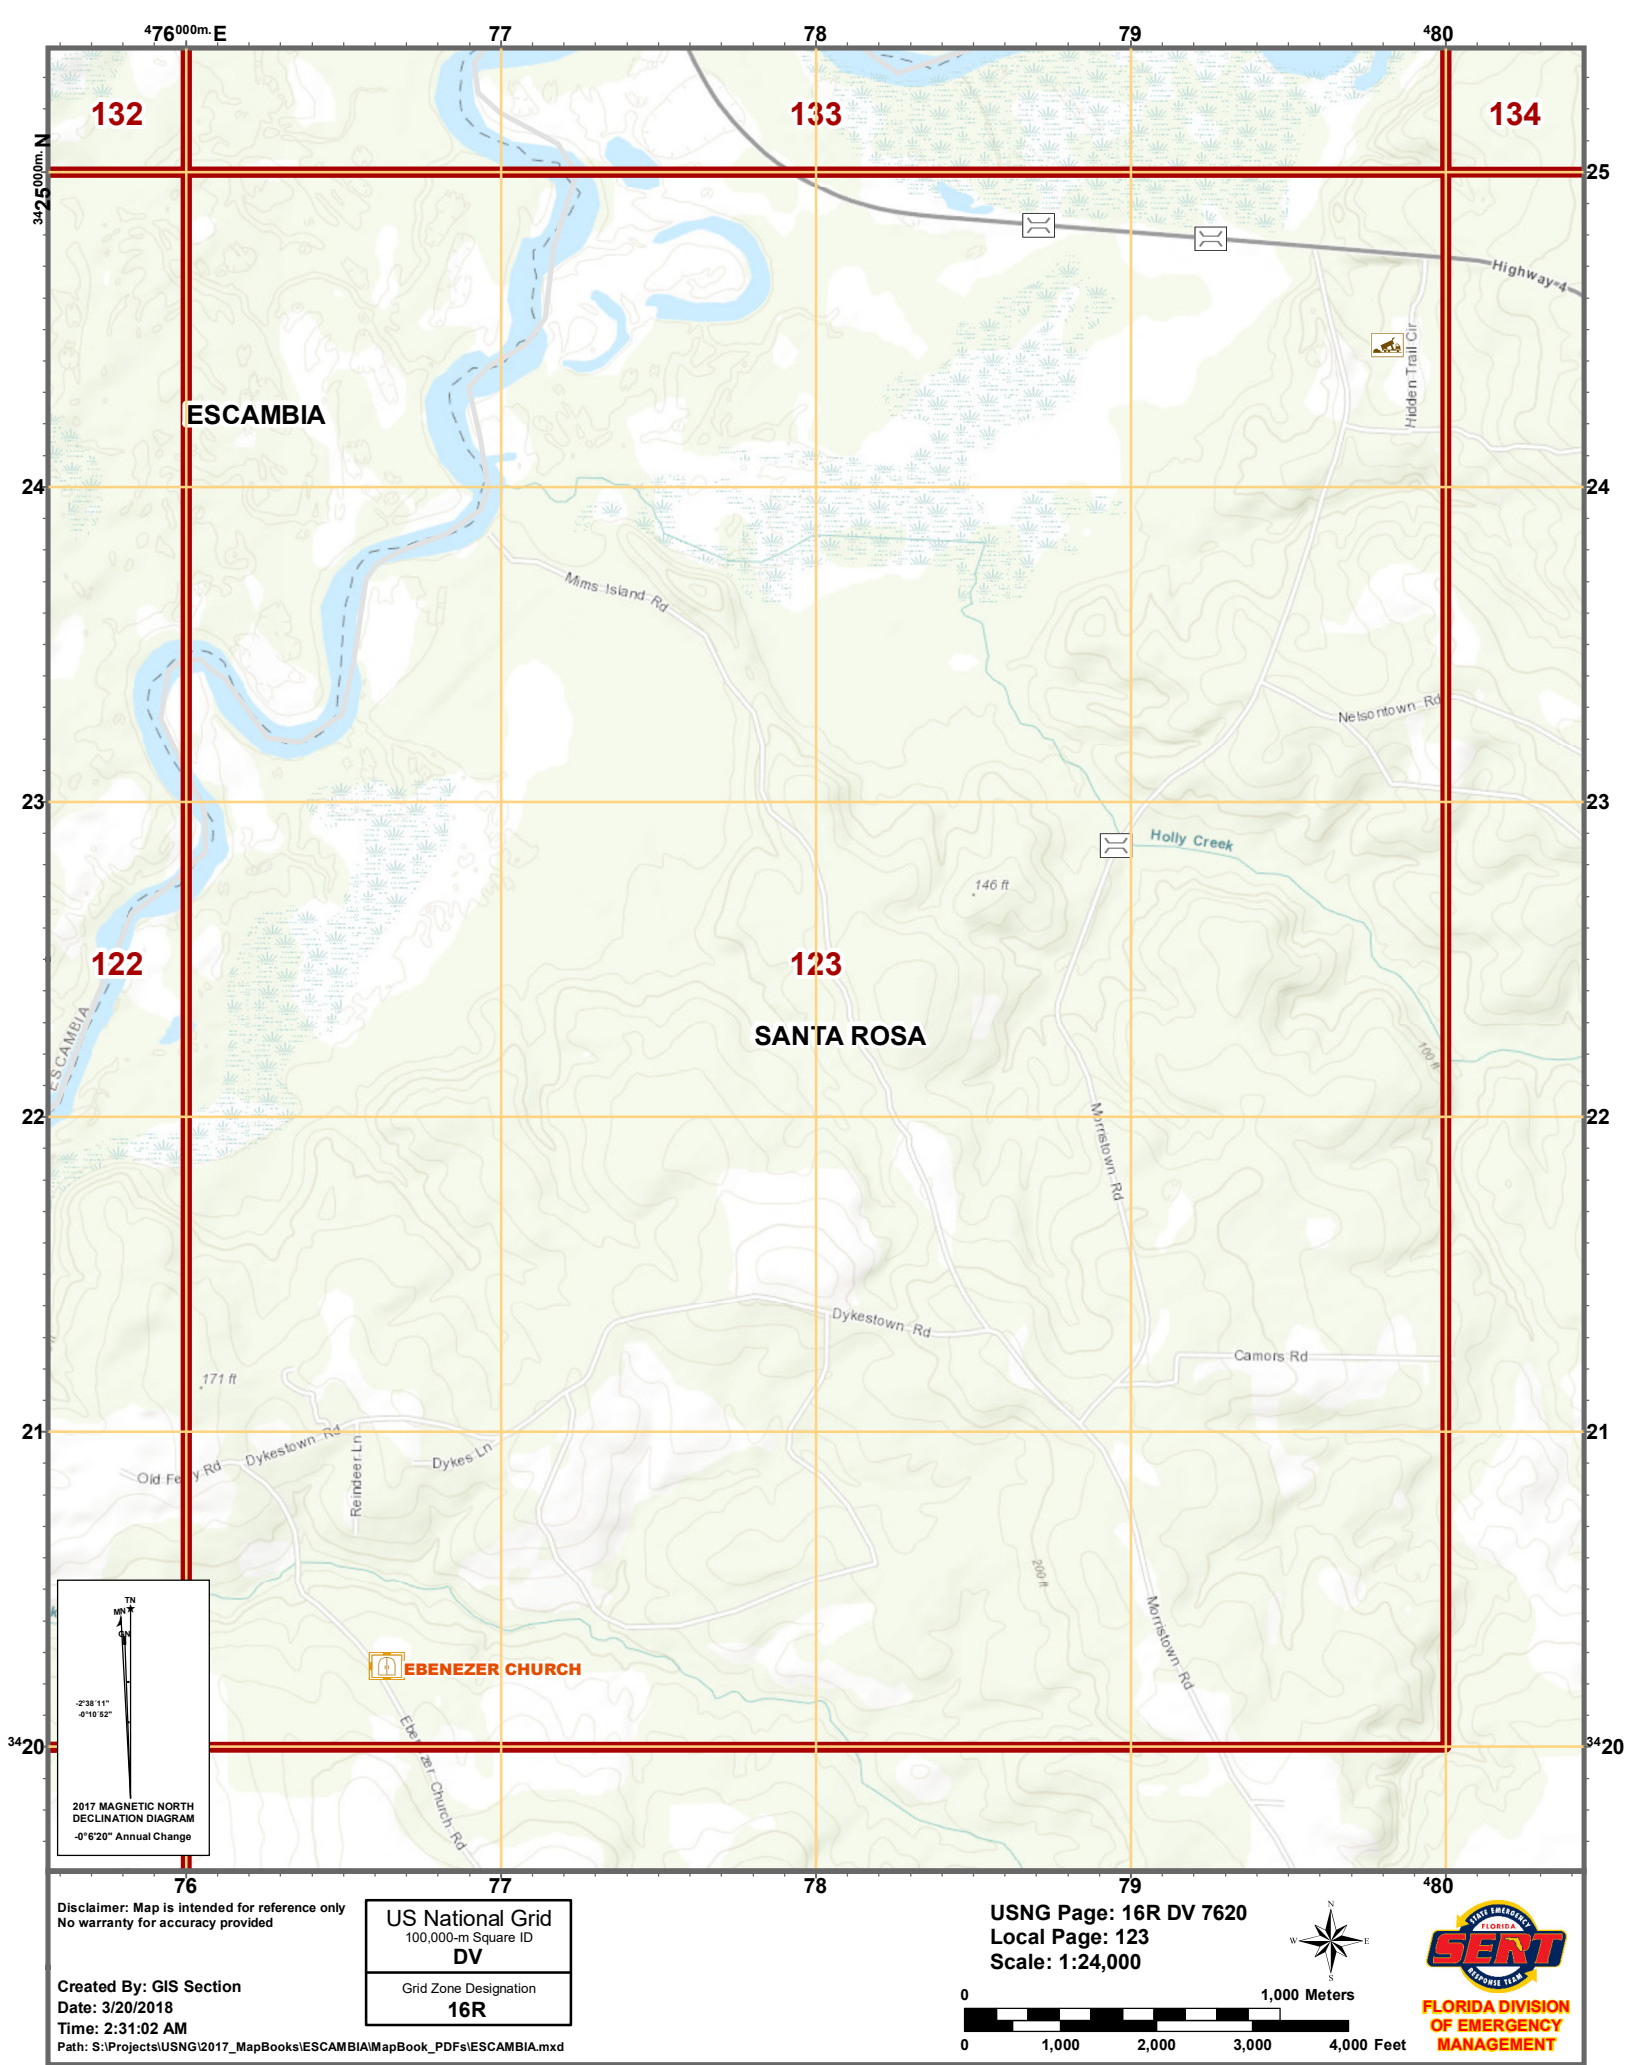 476000m.E 77 78 79 480
132 133 134
3425000m.N 25
Highway 4
Hidden Trail Cir
ESCAMBIA
24 24
Mims Island Rd
Nelsontown Rd
23 23
Holly Creek
146 ft
122 123
SANTA ROSA
ESCAMBIA
100 ft
22 22
Morristown Rd
Dykestown Rd
Camors Rd
171 ft
21 21
Dykestown Rd
Dykes Ln
Old Ferry Rd
Reindeer Ln
200 ft
Morristown Rd
EBENEZER CHURCH
Ebenezer Church Rd
3420 3420
TN
MN
GN
-2°38'11"
-0°10'52"
2017 MAGNETIC NORTH
DECLINATION DIAGRAM
-0°6'20" Annual Change
76 77 78 79 480
Disclaimer: Map is intended for reference only
No warranty for accuracy provided
Created By: GIS Section
Date: 3/20/2018
Time: 2:31:02 AM
Path: S:\Projects\USNG\2017_MapBooks\ESCAMBIA\MapBook_PDFs\ESCAMBIA.mxd
US National Grid
100,000-m Square ID
DV
Grid Zone Designation
16R
USNG Page: 16R DV 7620
Local Page: 123
Scale: 1:24,000
N
W E
S
0 1,000 Meters
0 1,000 2,000 3,000 4,000 Feet
STATE EMERGENCY
FLORIDA
SERT
RESPONSE TEAM
FLORIDA DIVISION
OF EMERGENCY
MANAGEMENT